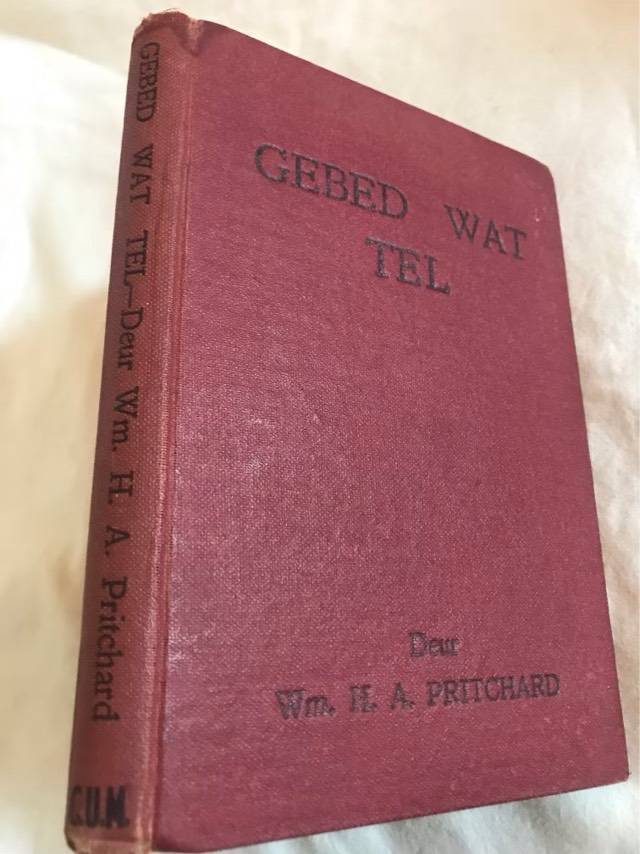 GEBED WAT TEL—Deur Wm. H. A. Pritchard
C.U.M.
GEBED WAT
TEL
Deur
Wm. H. A. PRITCHARD